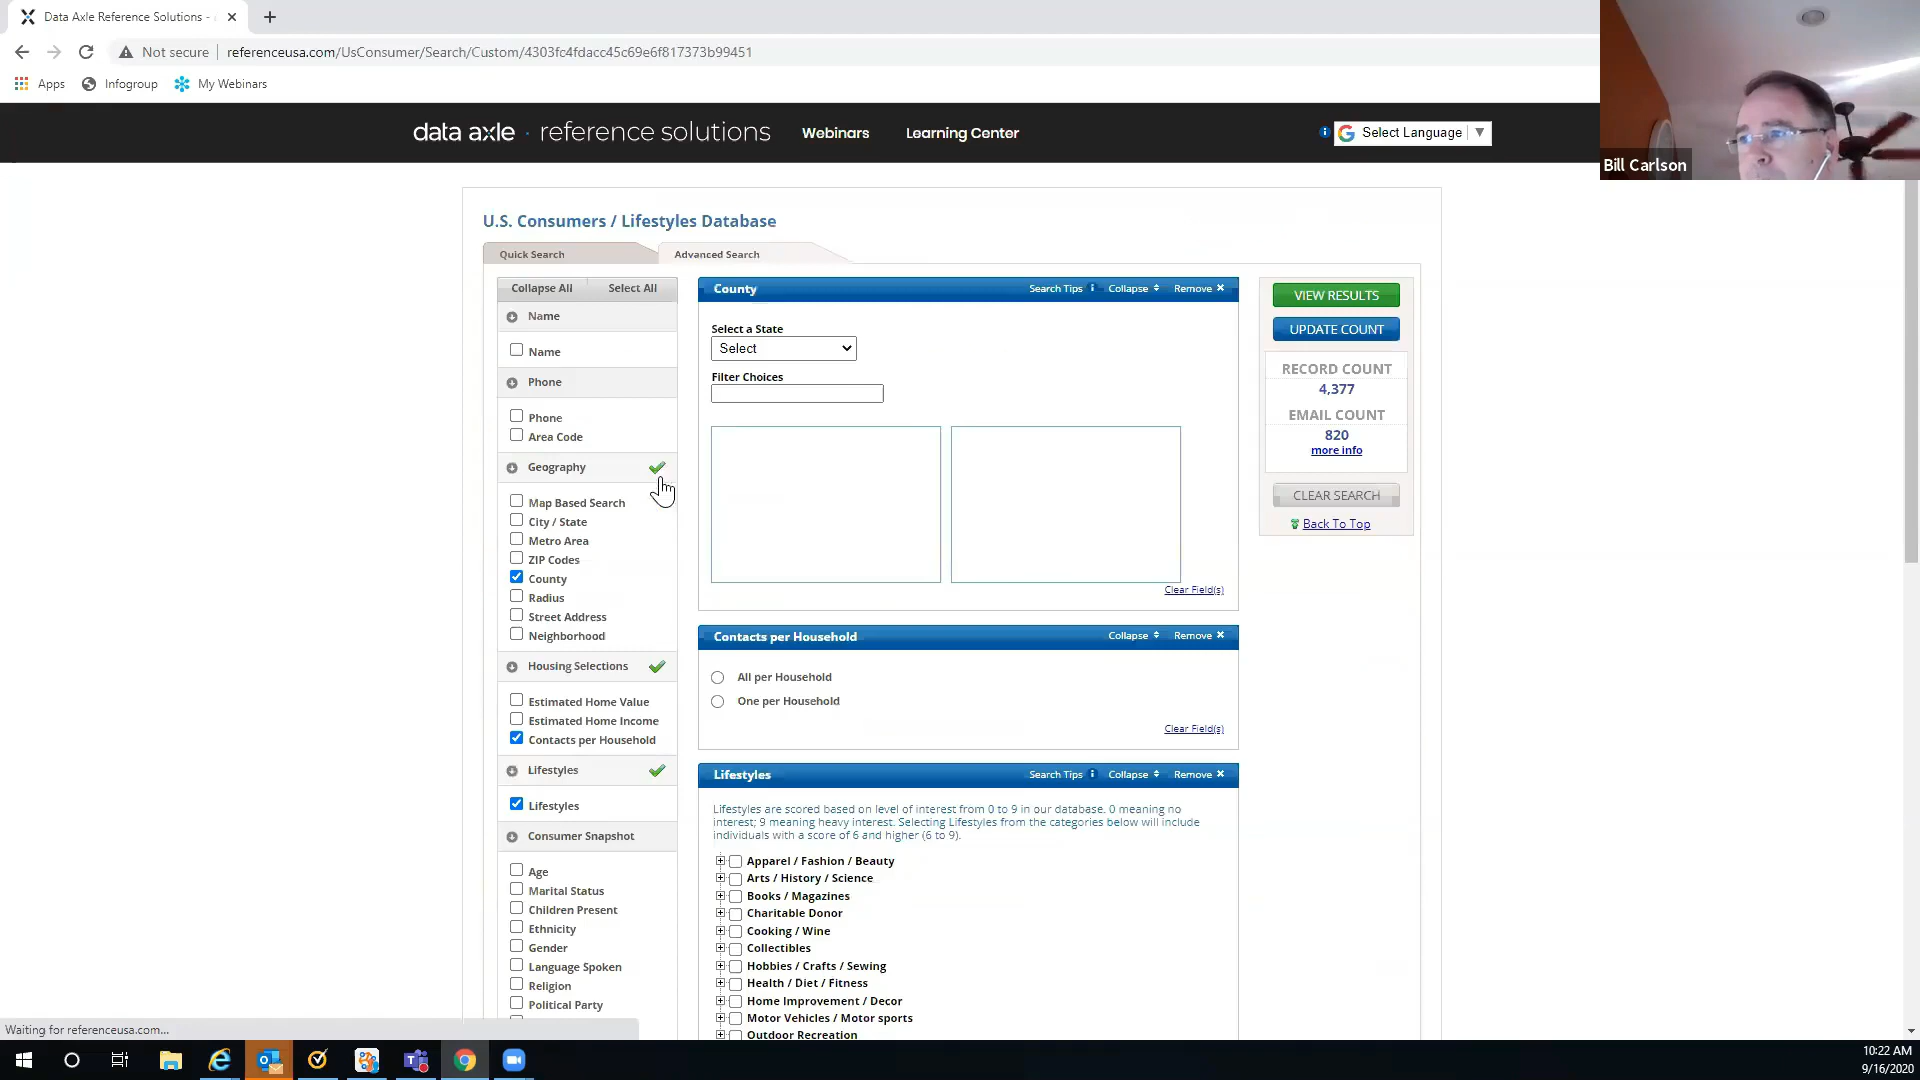 Data Axle Reference Solutions -
Not secure
referenceusa.com/UsConsumer/Search/Custom/4303fc4fdacc45c69e6f817373b99451
Apps
Infogroup
My Webinars
data axle · reference solutions
Webinars
Learning Center
Select Language
Bill Carlson
U.S. Consumers / Lifestyles Database
Quick Search
Advanced Search
Collapse All
Select All
Name
Name
Phone
Phone
Area Code
Geography
Map Based Search
City / State
Metro Area
ZIP Codes
County
Radius
Street Address
Neighborhood
Housing Selections
Estimated Home Value
Estimated Home Income
Contacts per Household
Lifestyles
Lifestyles
Consumer Snapshot
Age
Marital Status
Children Present
Ethnicity
Gender
Language Spoken
Religion
Political Party
County
Search Tips
Collapse
Remove
Select a State
Select
Filter Choices
Clear Field(s)
Contacts per Household
Collapse
Remove
All per Household
One per Household
Clear Field(s)
Lifestyles
Search Tips
Collapse
Remove
Lifestyles are scored based on level of interest from 0 to 9 in our database. 0 meaning no
interest; 9 meaning heavy interest. Selecting Lifestyles from the categories below will include
individuals with a score of 6 and higher (6 to 9).
Apparel / Fashion / Beauty
Arts / History / Science
Books / Magazines
Charitable Donor
Cooking / Wine
Collectibles
Hobbies / Crafts / Sewing
Health / Diet / Fitness
Home Improvement / Decor
Motor Vehicles / Motor sports
Outdoor Recreation
VIEW RESULTS
UPDATE COUNT
RECORD COUNT
4,377
EMAIL COUNT
820
more info
CLEAR SEARCH
Back To Top
Waiting for referenceusa.com...
10:22 AM
9/16/2020